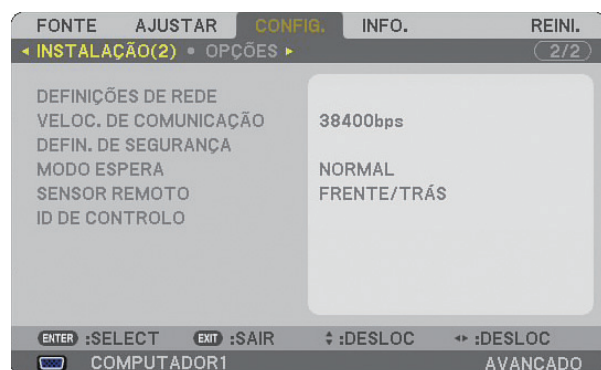 FONTE AJUSTAR CONFIG. INFO. REINI.
INSTALAÇÃO(2) • OPÇÕES 2/2
DEFINIÇÕES DE REDE
VELOC. DE COMUNICAÇÃO 38400bps
DEFIN. DE SEGURANÇA
MODO ESPERA NORMAL
SENSOR REMOTO FRENTE/TRÁS
ID DE CONTROLO
ENTER :SELECT EXIT :SAIR :DESLOC :DESLOC
COMPUTADOR1 AVANÇADO